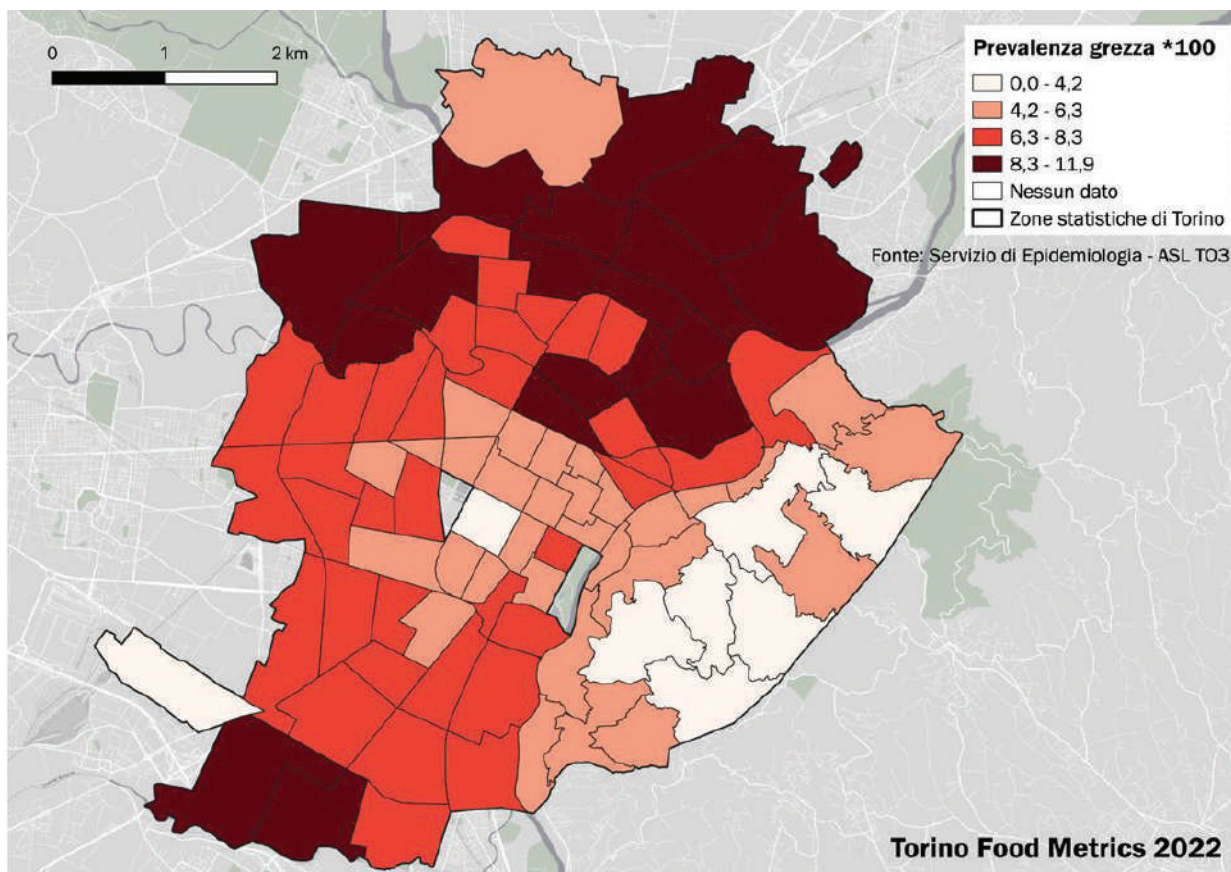 0 1 2 km
Prevalenza grezza *100
0,0 - 4,2
4,2 - 6,3
6,3 - 8,3
8,3 - 11,9
Nessun dato
Zone statistiche di Torino
Fonte: Servizio di Epidemiologia - ASL TO3
Torino Food Metrics 2022